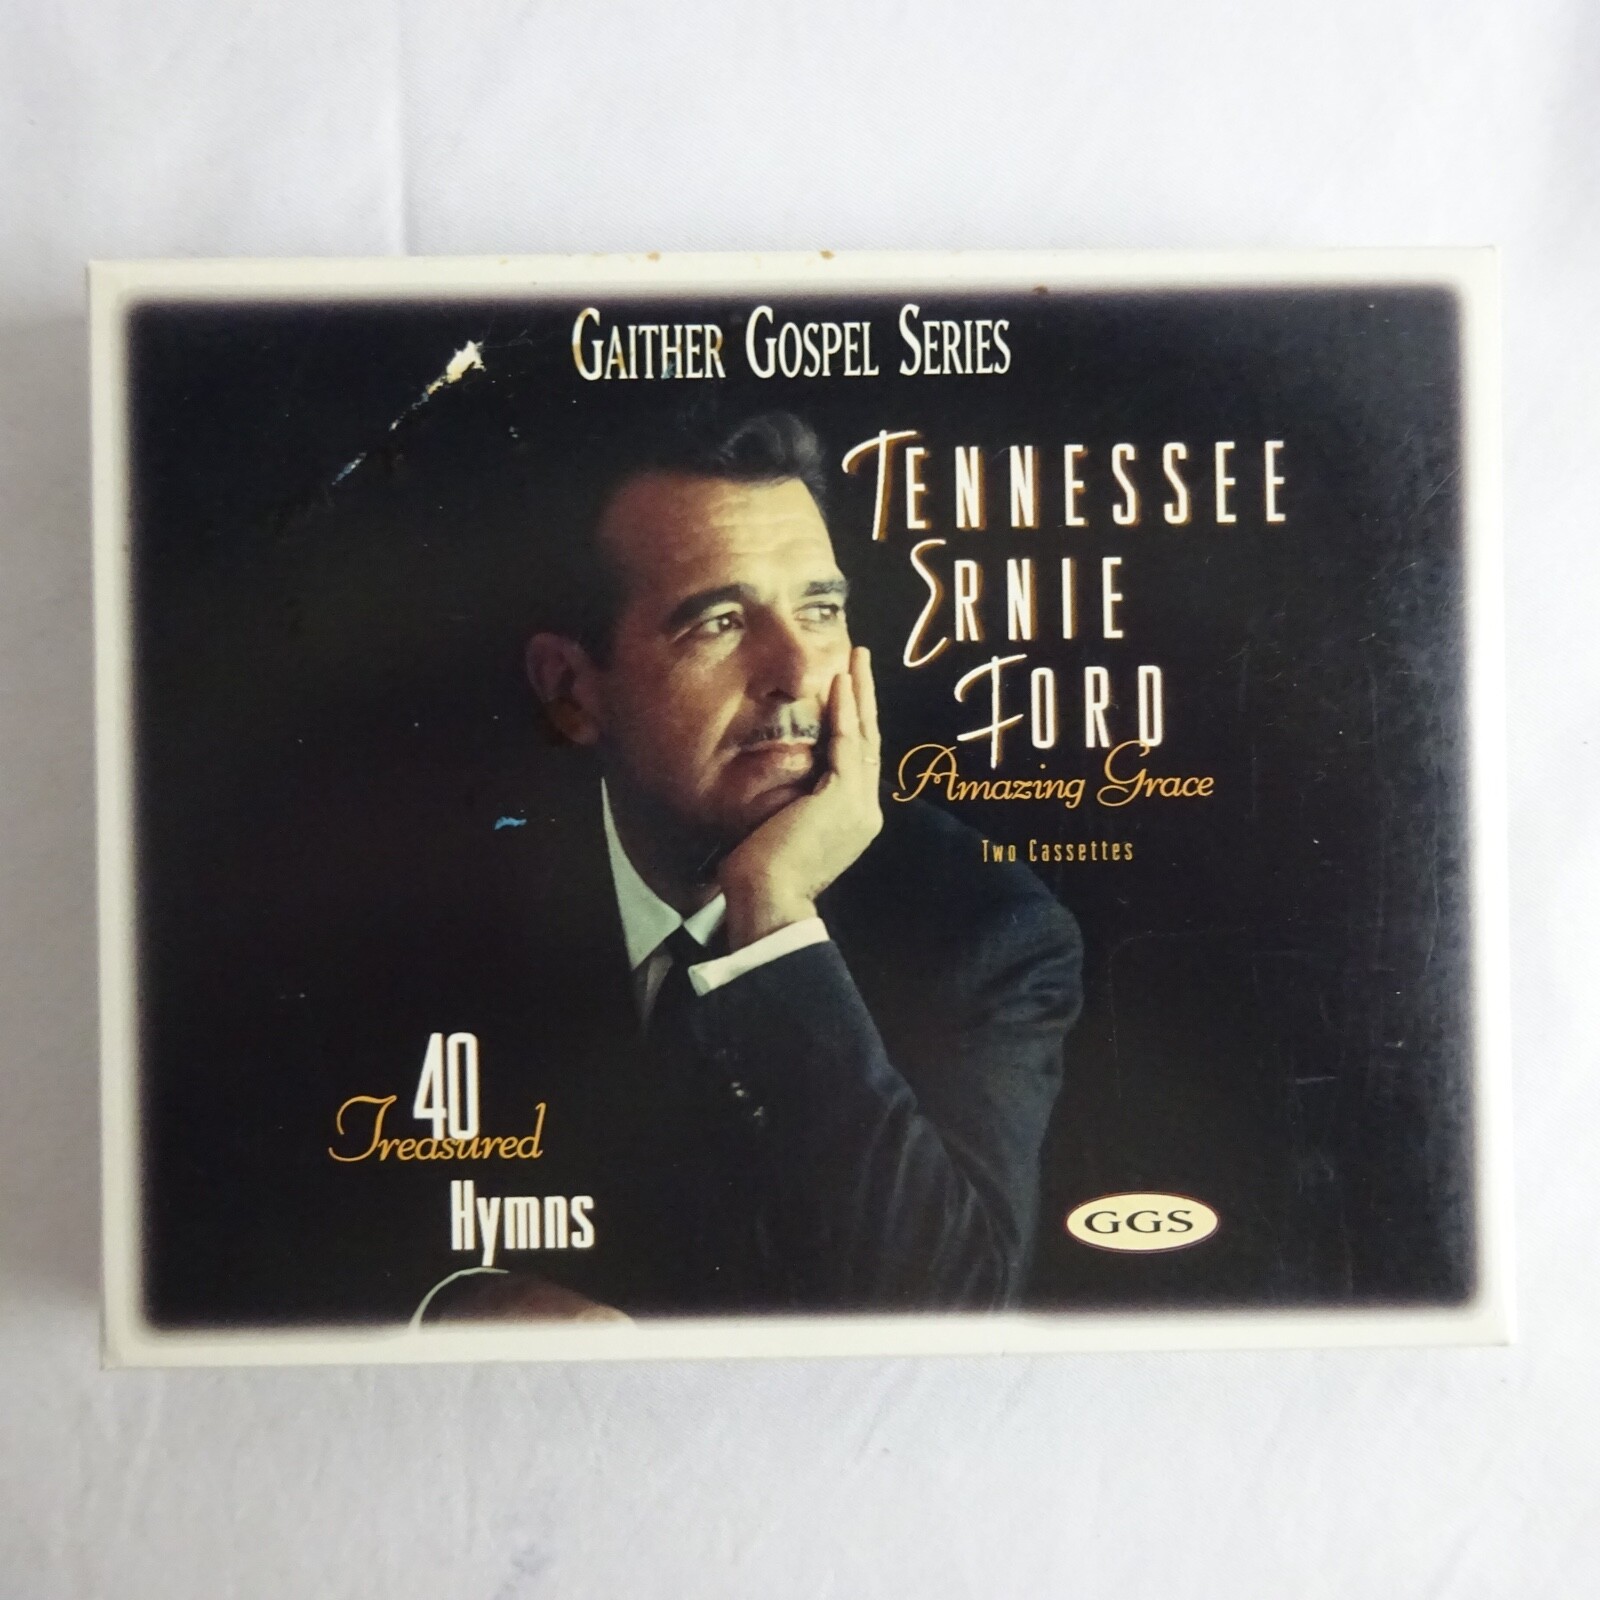 GAITHER GOSPEL SERIES
TENNESSEE
ERNIE
FORD
Amazing Grace
Two Cassettes
40
Treasured
Hymns
GGS